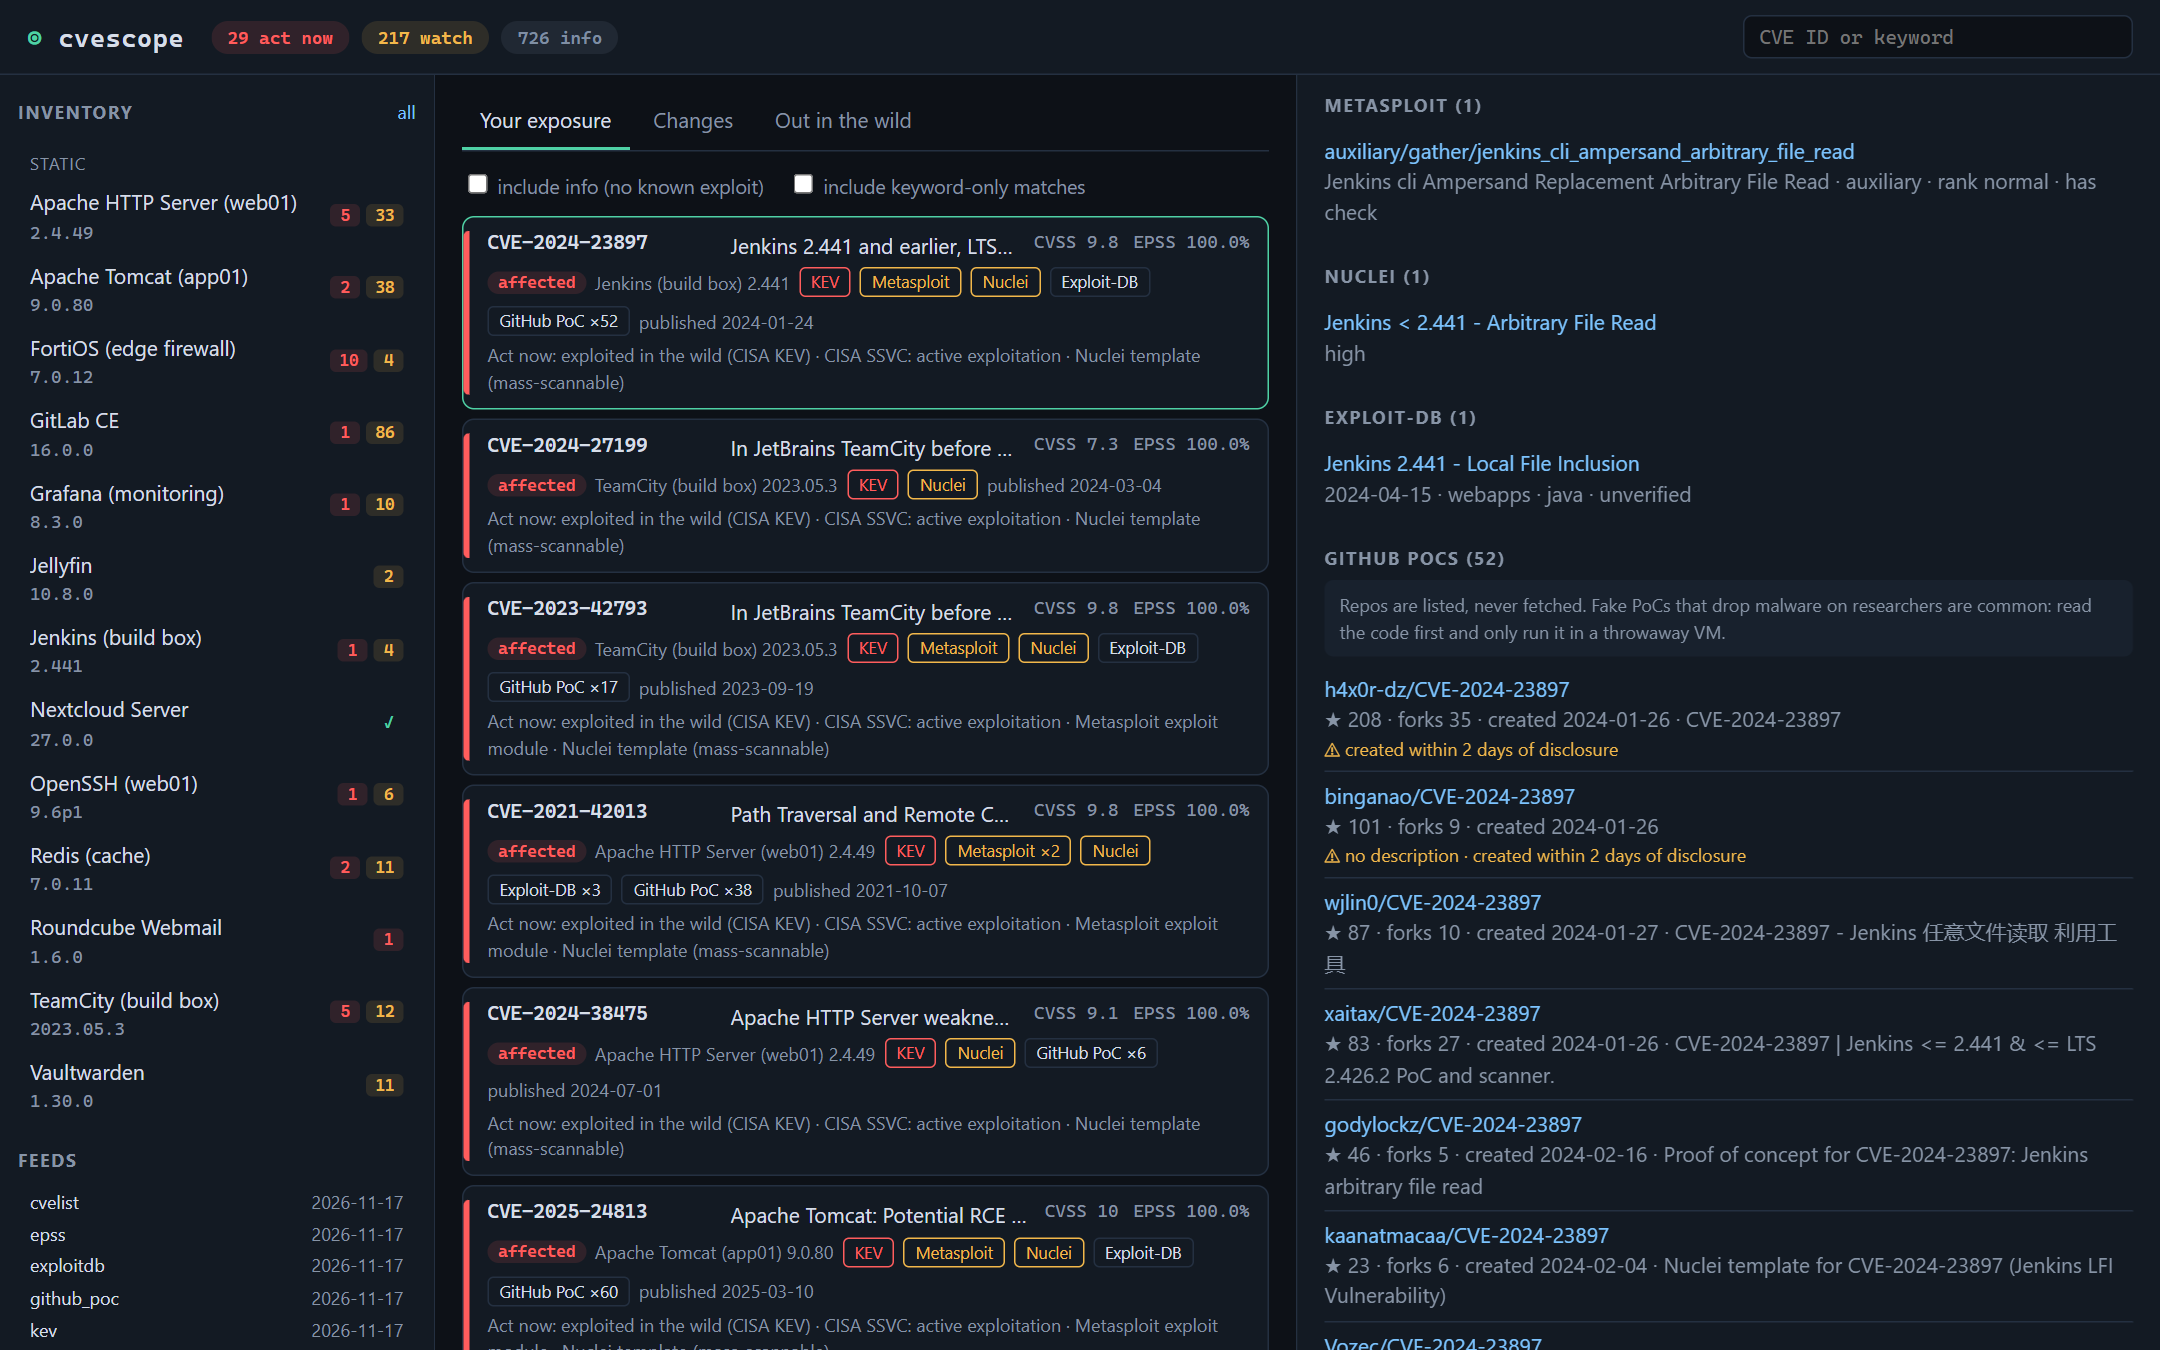 cvescope
29 act now
217 watch
726 info
CVE ID or keyword
INVENTORY
all
STATIC
Apache HTTP Server (web01)
2.4.49
5
33
Apache Tomcat (app01)
9.0.80
2
38
FortiOS (edge firewall)
7.0.12
10
4
GitLab CE
16.0.0
1
86
Grafana (monitoring)
8.3.0
1
10
Jellyfin
10.8.0
2
Jenkins (build box)
2.441
1
4
Nextcloud Server
27.0.0
✓
OpenSSH (web01)
9.6p1
1
6
Redis (cache)
7.0.11
2
11
Roundcube Webmail
1.6.0
1
TeamCity (build box)
2023.05.3
5
12
Vaultwarden
1.30.0
11
FEEDS
cvelist 2026-11-17
epss 2026-11-17
exploitdb 2026-11-17
github_poc 2026-11-17
kev 2026-11-17
Your exposure
Changes
Out in the wild
include info (no known exploit)
include keyword-only matches
CVE-2024-23897 Jenkins 2.441 and earlier, LTS... CVSS 9.8 EPSS 100.0%
affected Jenkins (build box) 2.441 KEV Metasploit Nuclei Exploit-DB
GitHub PoC ×52 published 2024-01-24
Act now: exploited in the wild (CISA KEV) · CISA SSVC: active exploitation · Nuclei template
(mass-scannable)
CVE-2024-27199 In JetBrains TeamCity before ... CVSS 7.3 EPSS 100.0%
affected TeamCity (build box) 2023.05.3 KEV Nuclei published 2024-03-04
Act now: exploited in the wild (CISA KEV) · CISA SSVC: active exploitation · Nuclei template
(mass-scannable)
CVE-2023-42793 In JetBrains TeamCity before ... CVSS 9.8 EPSS 100.0%
affected TeamCity (build box) 2023.05.3 KEV Metasploit Nuclei Exploit-DB
GitHub PoC ×17 published 2023-09-19
Act now: exploited in the wild (CISA KEV) · CISA SSVC: active exploitation · Metasploit exploit
module · Nuclei template (mass-scannable)
CVE-2021-42013 Path Traversal and Remote C... CVSS 9.8 EPSS 100.0%
affected Apache HTTP Server (web01) 2.4.49 KEV Metasploit ×2 Nuclei
Exploit-DB ×3 GitHub PoC ×38 published 2021-10-07
Act now: exploited in the wild (CISA KEV) · CISA SSVC: active exploitation · Metasploit exploit
module · Nuclei template (mass-scannable)
CVE-2024-38475 Apache HTTP Server weakne... CVSS 9.1 EPSS 100.0%
affected Apache HTTP Server (web01) 2.4.49 KEV Nuclei GitHub PoC ×6
published 2024-07-01
Act now: exploited in the wild (CISA KEV) · CISA SSVC: active exploitation · Nuclei template
(mass-scannable)
CVE-2025-24813 Apache Tomcat: Potential RCE ... CVSS 10 EPSS 100.0%
affected Apache Tomcat (app01) 9.0.80 KEV Metasploit Nuclei Exploit-DB
GitHub PoC ×60 published 2025-03-10
Act now: exploited in the wild (CISA KEV) · CISA SSVC: active exploitation · Metasploit exploit
module · Nuclei template (mass-scannable)
METASPLOIT (1)
auxiliary/gather/jenkins_cli_ampersand_arbitrary_file_read
Jenkins cli Ampersand Replacement Arbitrary File Read · auxiliary · rank normal · has
check
NUCLEI (1)
Jenkins < 2.441 - Arbitrary File Read
high
EXPLOIT-DB (1)
Jenkins 2.441 - Local File Inclusion
2024-04-15 · webapps · java · unverified
GITHUB POCS (52)
Repos are listed, never fetched. Fake PoCs that drop malware on researchers are common: read
the code first and only run it in a throwaway VM.
h4x0r-dz/CVE-2024-23897
★ 208 · forks 35 · created 2024-01-26 · CVE-2024-23897
⚠ created within 2 days of disclosure
binganao/CVE-2024-23897
★ 101 · forks 9 · created 2024-01-26
⚠ no description · created within 2 days of disclosure
wjlin0/CVE-2024-23897
★ 87 · forks 10 · created 2024-01-27 · CVE-2024-23897 - Jenkins 任意文件读取 利用工
具
xaitax/CVE-2024-23897
★ 83 · forks 27 · created 2024-01-26 · CVE-2024-23897 | Jenkins <= 2.441 & <= LTS
2.426.2 PoC and scanner.
godylockz/CVE-2024-23897
★ 46 · forks 5 · created 2024-02-16 · Proof of concept for CVE-2024-23897: Jenkins
arbitrary file read
kaanatmacaa/CVE-2024-23897
★ 23 · forks 6 · created 2024-02-04 · Nuclei template for CVE-2024-23897 (Jenkins LFI
Vulnerability)
Vozec/CVE-2024-23897